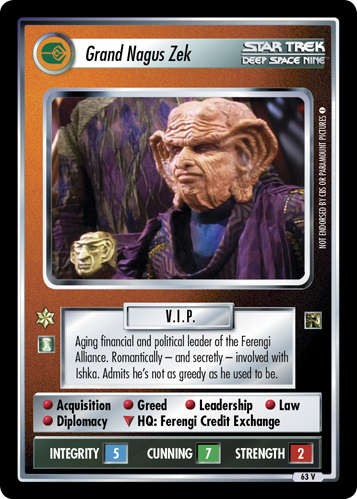 Grand Nagus Zek
STAR TREK
DEEP SPACE NINE
NOT ENDORSED BY CBS OR PARAMOUNT PICTURES
V.I.P.
Aging financial and political leader of the Ferengi
Alliance. Romantically – and secretly – involved with
Ishka. Admits he's not as greedy as he used to be.
Acquisition Greed Leadership Law
Diplomacy HQ: Ferengi Credit Exchange
INTEGRITY 5 CUNNING 7 STRENGTH 2
63 V